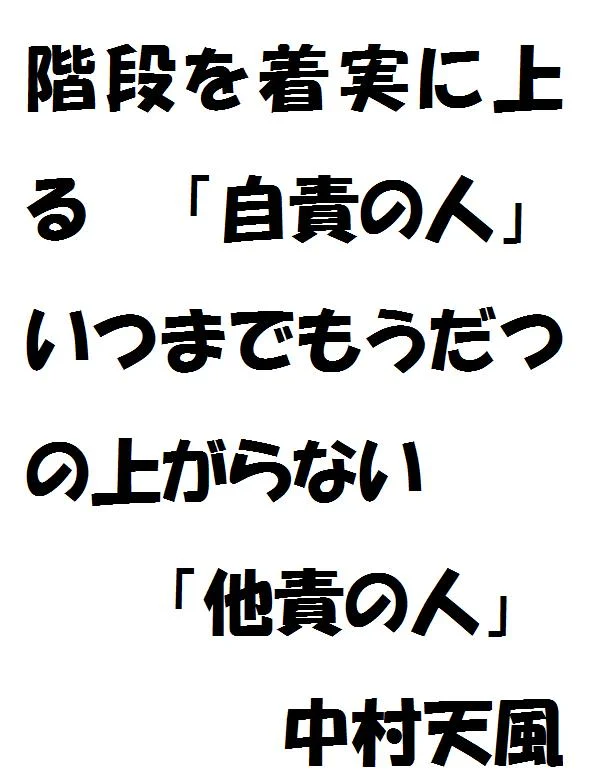 階段を着実に上
る　「自責の人」
いつまでもうだつ
の上がらない
「他責の人」
中村天風